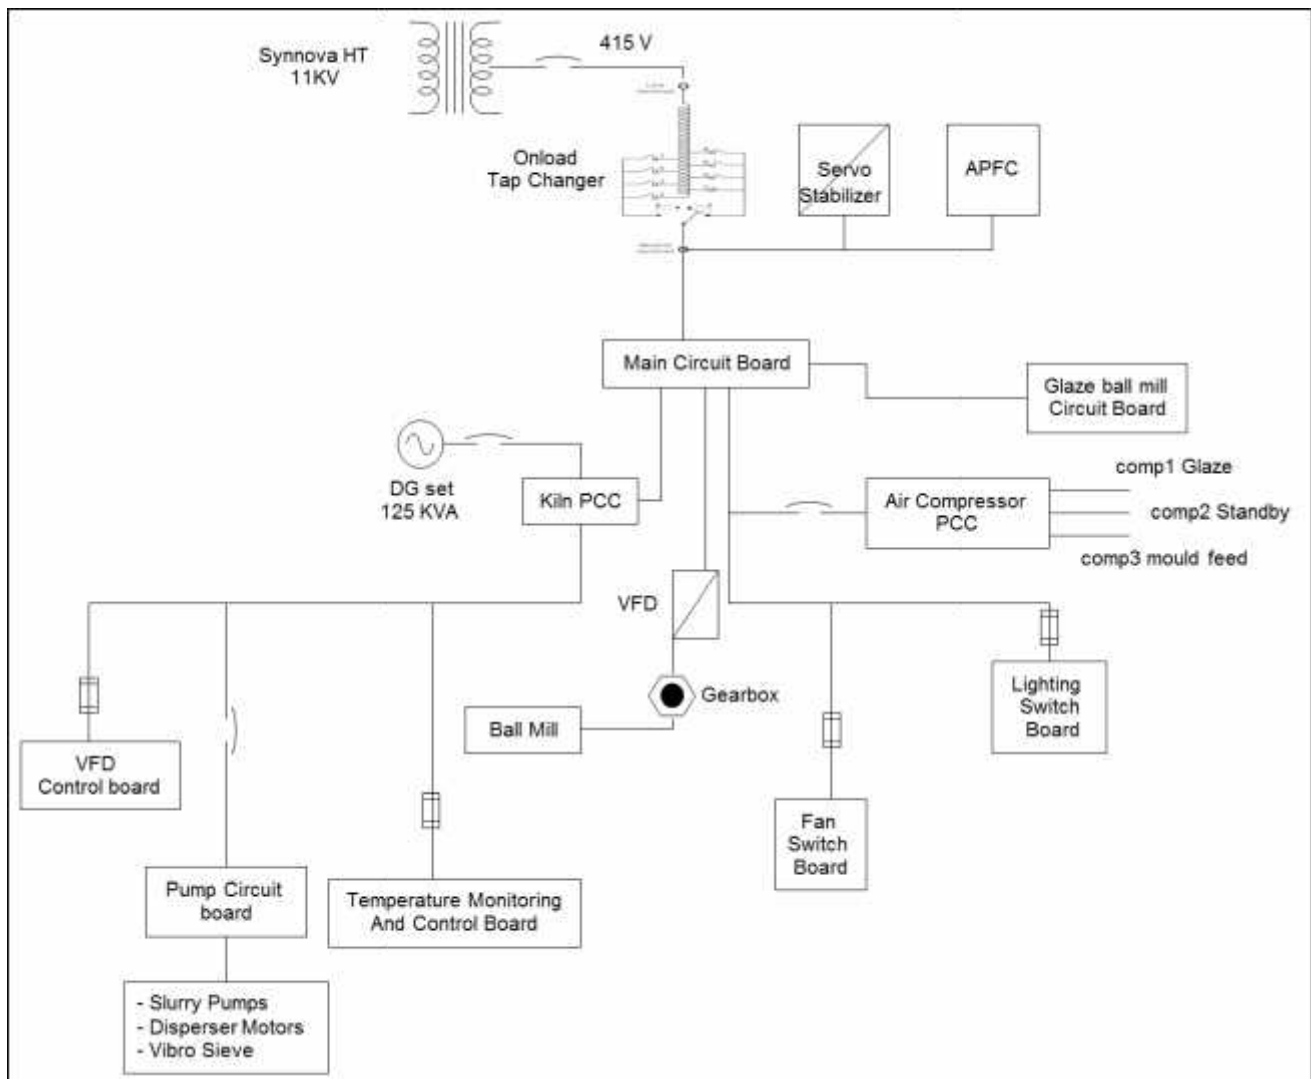 Synnova HT
11KV
415 V
Onload
Tap Changer
Servo
Stabilizer
APFC
Main Circuit Board
Glaze ball mill
Circuit Board
DG set
125 KVA
Kiln PCC
Air Compressor
PCC
comp1 Glaze
comp2 Standby
comp3 mould feed
VFD
Gearbox
Ball Mill
Lighting
Switch
Board
VFD
Control board
Fan
Switch
Board
Pump Circuit
board
Temperature Monitoring
And Control Board
- Slurry Pumps
- Disperser Motors
- Vibro Sieve